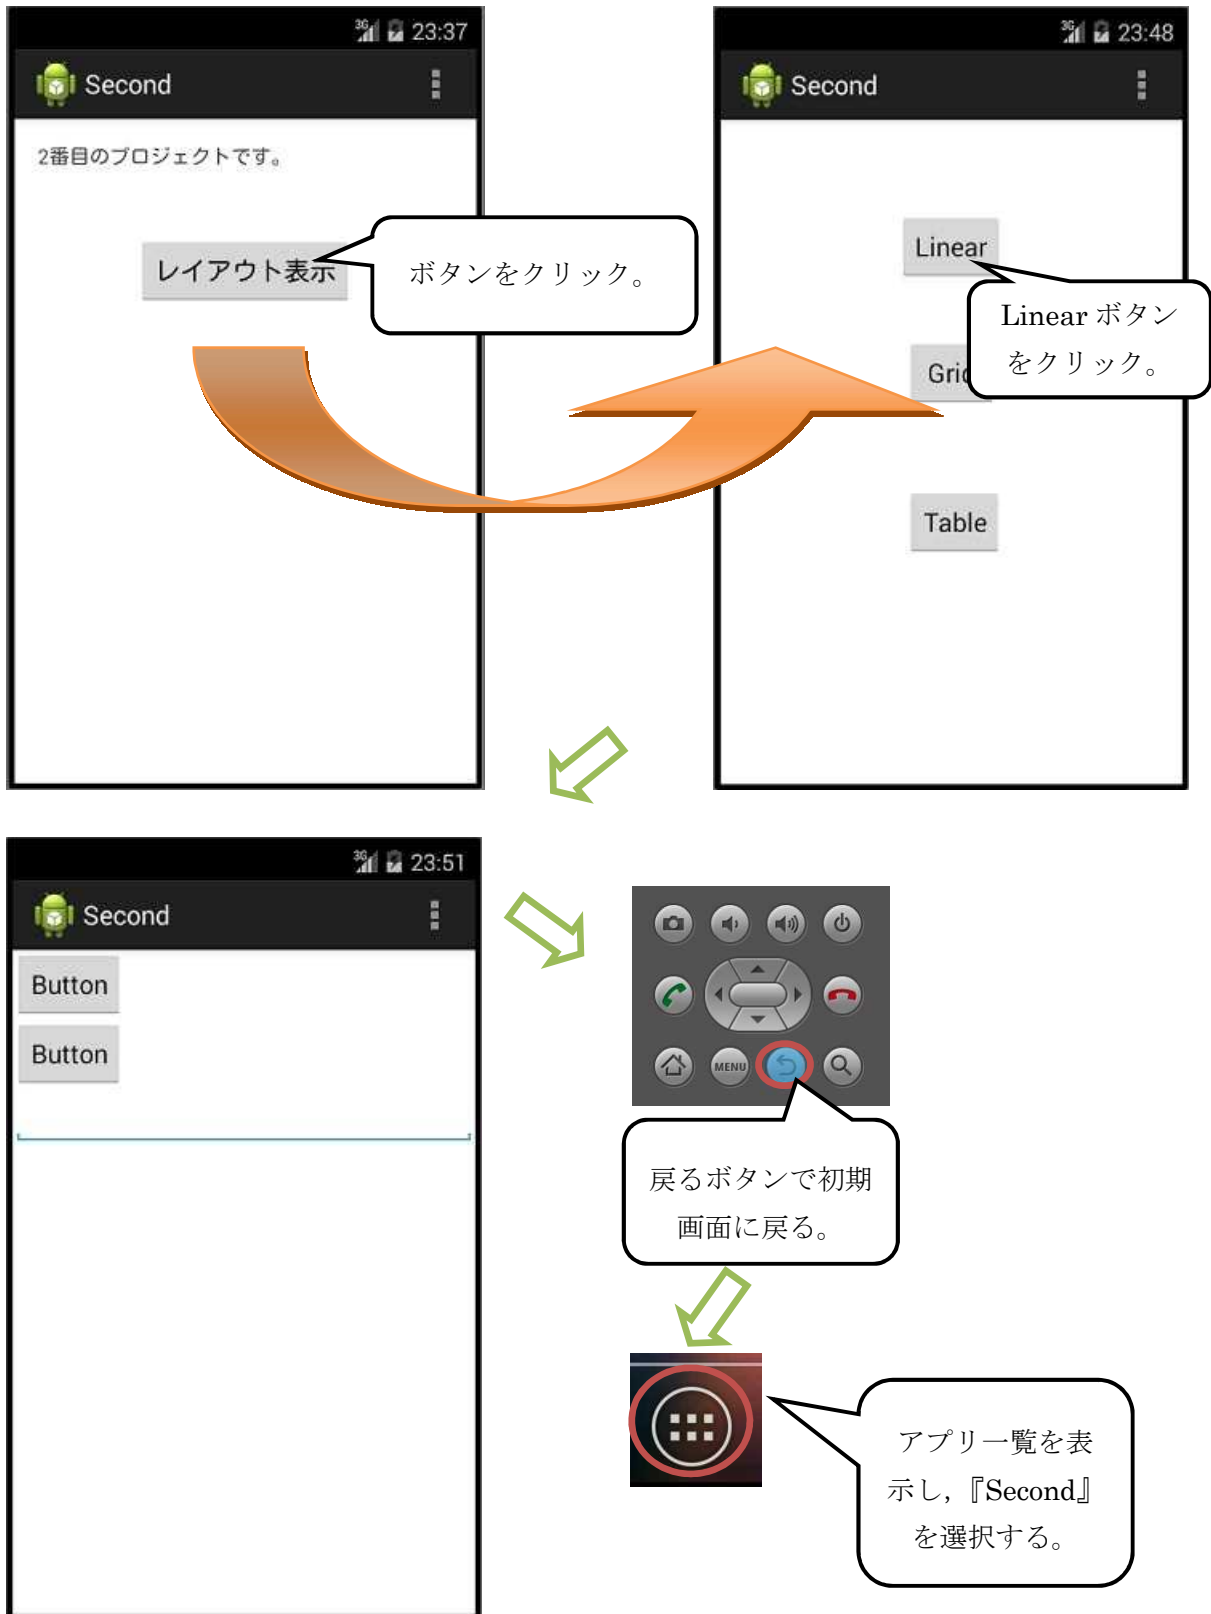 3G 23:37
Second
2番目のプロジェクトです。
レイアウト表示
ボタンをクリック。
3G 23:48
Second
Linear
Linear ボタン
をクリック。
Table
3G 23:51
Second
Button
Button
MENU
戻るボタンで初期
画面に戻る。
アプリ一覧を表
示し,『Second』
を選択する。